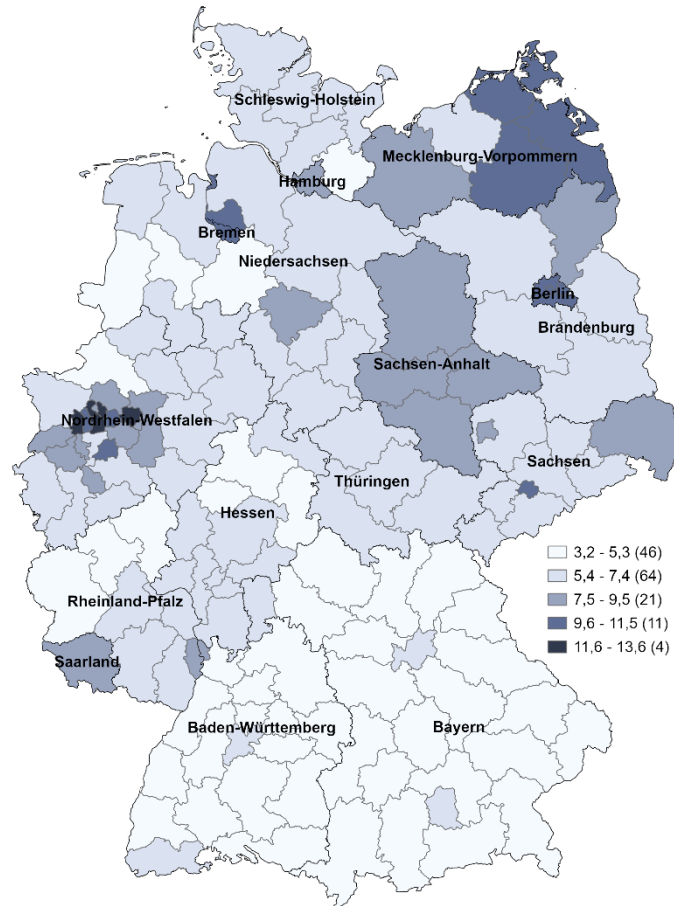 Schleswig-Holstein
Mecklenburg-Vorpommern
Hamburg
Bremen
Niedersachsen
Berlin
Brandenburg
Sachsen-Anhalt
Nordrhein-Westfalen
Sachsen
Thüringen
Hessen
3,2 - 5,3 (46)
5,4 - 7,4 (64)
7,5 - 9,5 (21)
9,6 - 11,5 (11)
11,6 - 13,6 (4)
Rheinland-Pfalz
Saarland
Baden-Württemberg
Bayern